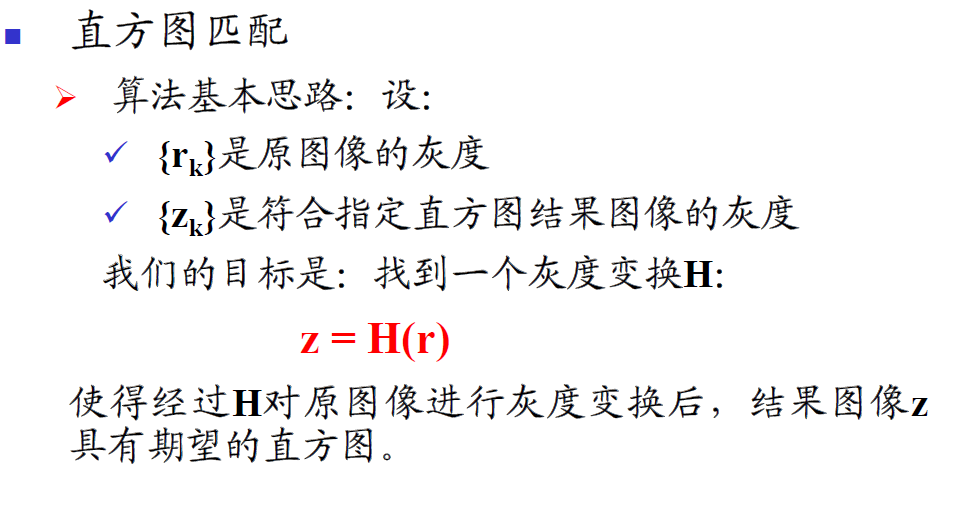 直方图匹配
算法基本思路：设：
{rk}是原图像的灰度
{zk}是符合指定直方图结果图像的灰度
我们的目标是：找到一个灰度变换H:
z = H(r)
使得经过H对原图像进行灰度变换后，结果图像z
具有期望的直方图。